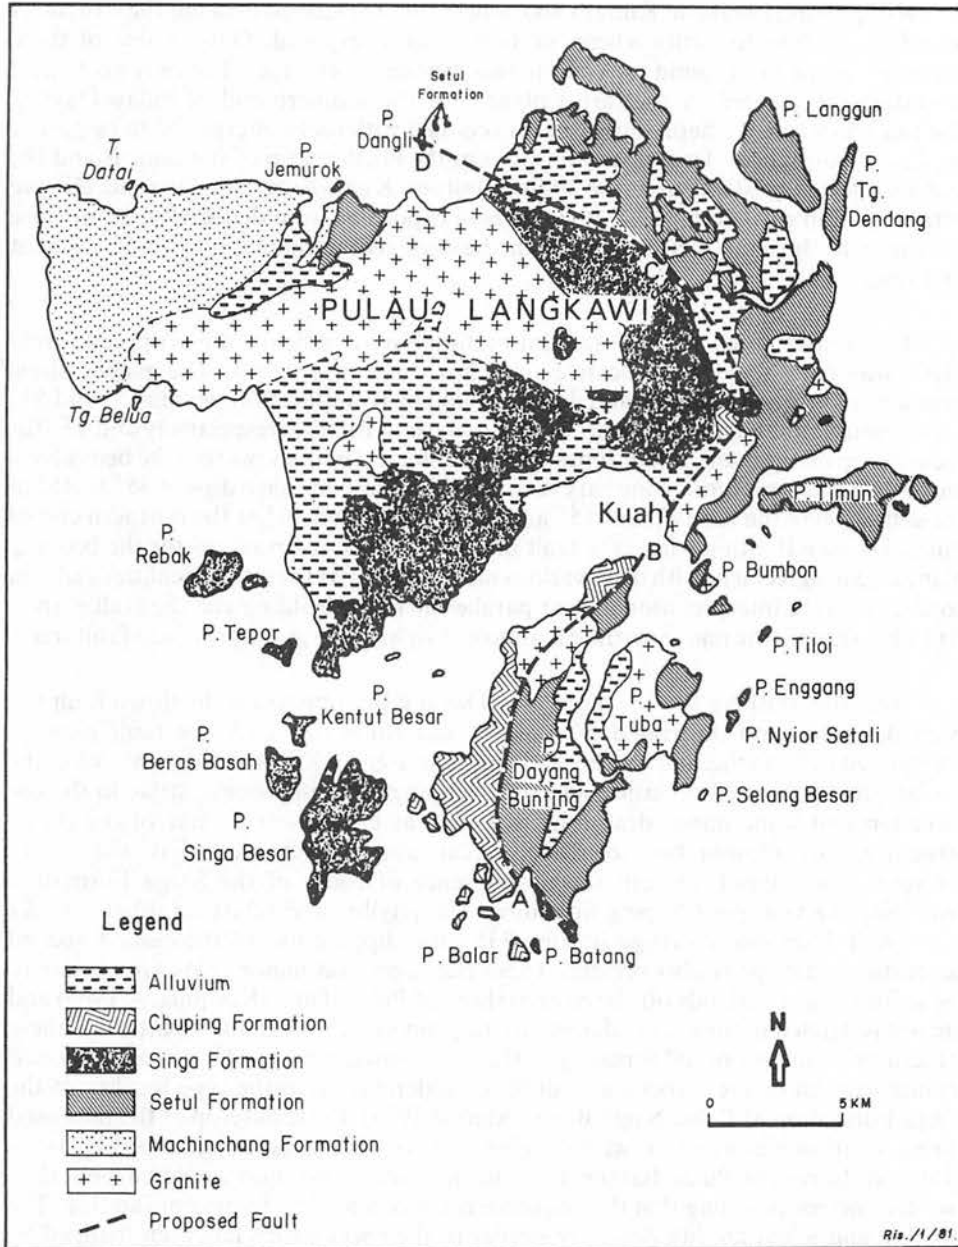 Setul
Formation
P.
Dangli
D
P. Langgun
T.
Datai
P.
Jemurok
P.
Tg.
Dendang
C
PULAU LANGKAWI
Tg. Belua
P. Timun
Kuah
P.
Rebak
B
P. Bumbon
P. Tepor
P. Tiloi
P.
Kentut Besar
P. Enggang
P.
Tuba
P. Nyior Setali
P.
Beras Basah
P.
Dayang
Bunting
P. Selang Besar
P.
Singa Besar
A
P. Balar
P. Batang
Legend
Alluvium
Chuping Formation
Singa Formation
Setul Formation
Machinchang Formation
Granite
Proposed Fault
N
0 5KM
Ris./1/81.